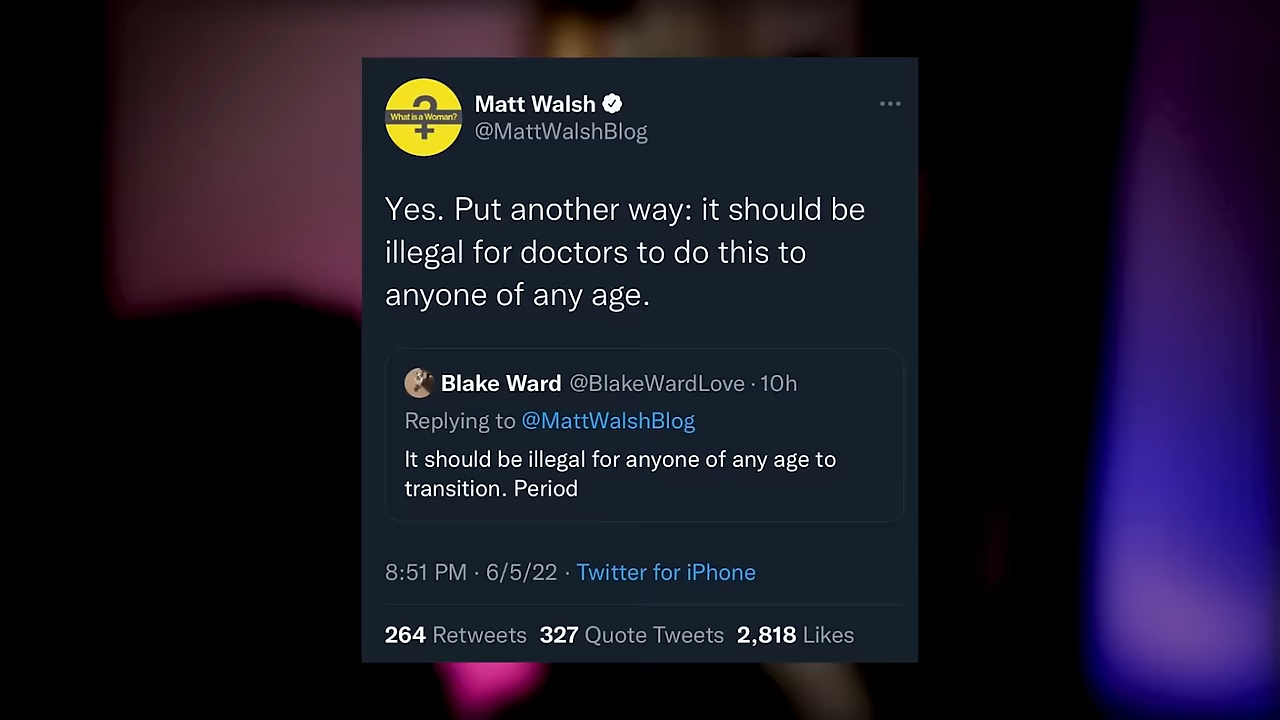 What is a Woman?
Matt Walsh
@MattWalshBlog
Yes. Put another way: it should be
illegal for doctors to do this to
anyone of any age.
Blake Ward @BlakeWardLove · 10h
Replying to @MattWalshBlog
It should be illegal for anyone of any age to
transition. Period
8:51 PM · 6/5/22 · Twitter for iPhone
264 Retweets 327 Quote Tweets 2,818 Likes